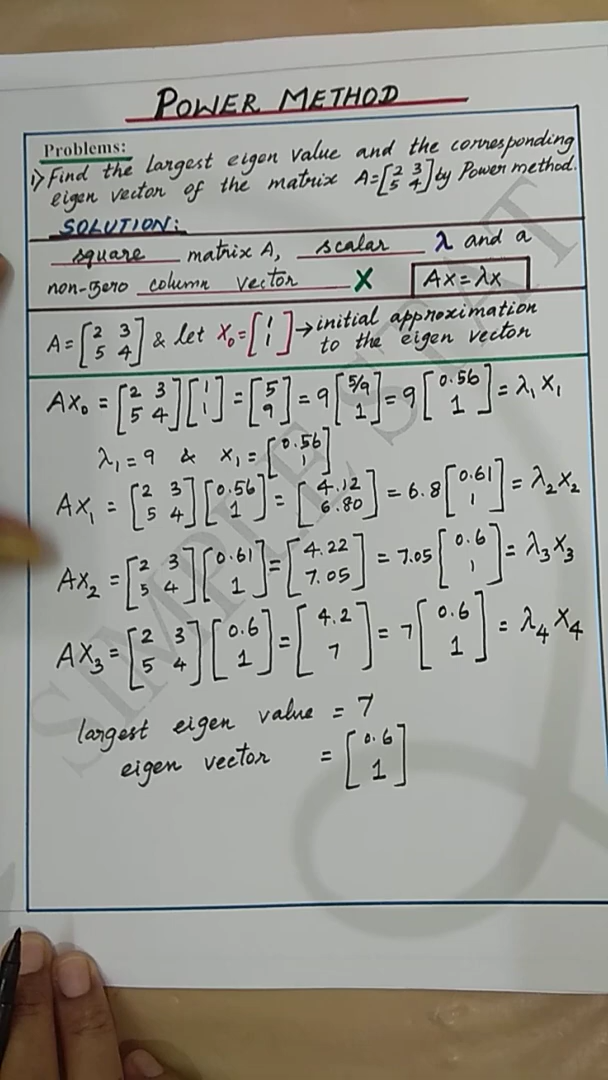 POWER METHOD
Problems:
1) Find the largest eigen value and the corresponding
eigen vector of the matrix A=[2 3; 5 4] by Power method.
SOLUTION:
square matrix A, scalar λ and a
non-zero column vector X Ax=λx
A=[2 3; 5 4] & let X₀=[1; 1] → initial approximation
to the eigen vector
AX₀ = [2 3; 5 4][1; 1] = [5; 9] = 9[5/9; 1] = 9[0.56; 1] = λ₁X₁
λ₁=9 & x₁=[0.56; 1]
AX₁ = [2 3; 5 4][0.56; 1] = [4.12; 6.80] = 6.8[0.61; 1] = λ₂X₂
AX₂ = [2 3; 5 4][0.61; 1] = [4.22; 7.05] = 7.05[0.6; 1] = λ₃X₃
AX₃ = [2 3; 5 4][0.6; 1] = [4.2; 7] = 7[0.6; 1] = λ₄X₄
largest eigen value = 7
eigen vector = [0.6; 1]
SIMPLE STAT